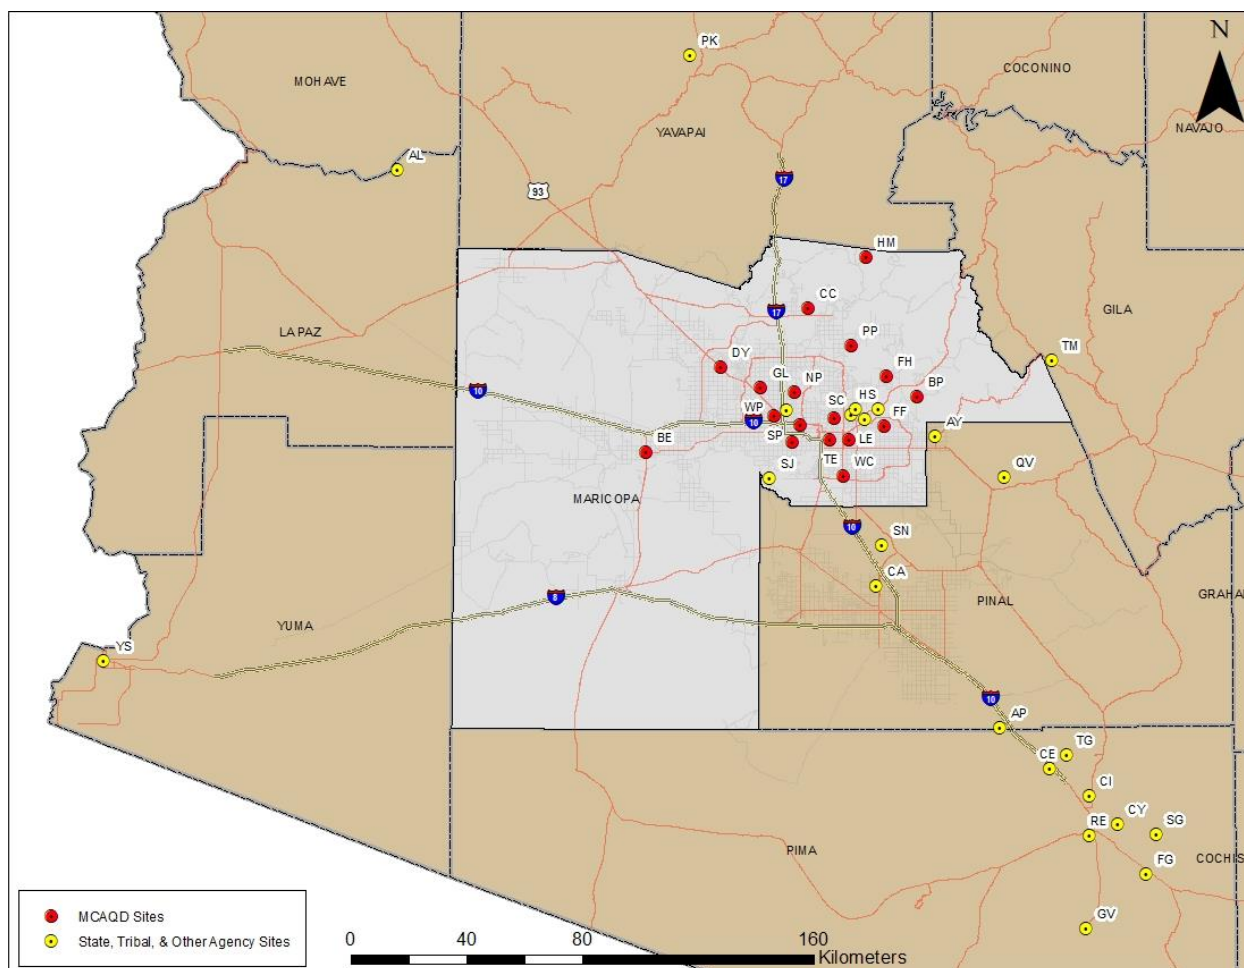 PK
N
COCONINO
MOHAVE
NAVAJO
YAVAPAI
AL
17
93
HM
CC
17
GILA
PP
LA PAZ
TM
DY
FH
GL
NP
BP
10
HS
WP
SC
FF
10
AY
SP
BE
LE
TE
WC
SJ
QV
MARICOPA
SN
10
CA
8
PINAL
GRAHAM
YUMA
YS
10
AP
TG
CE
CI
CY
SG
RE
PIMA
COCHIS
FG
GV
MCAQD Sites
State, Tribal, & Other Agency Sites
0 40 80 160
Kilometers